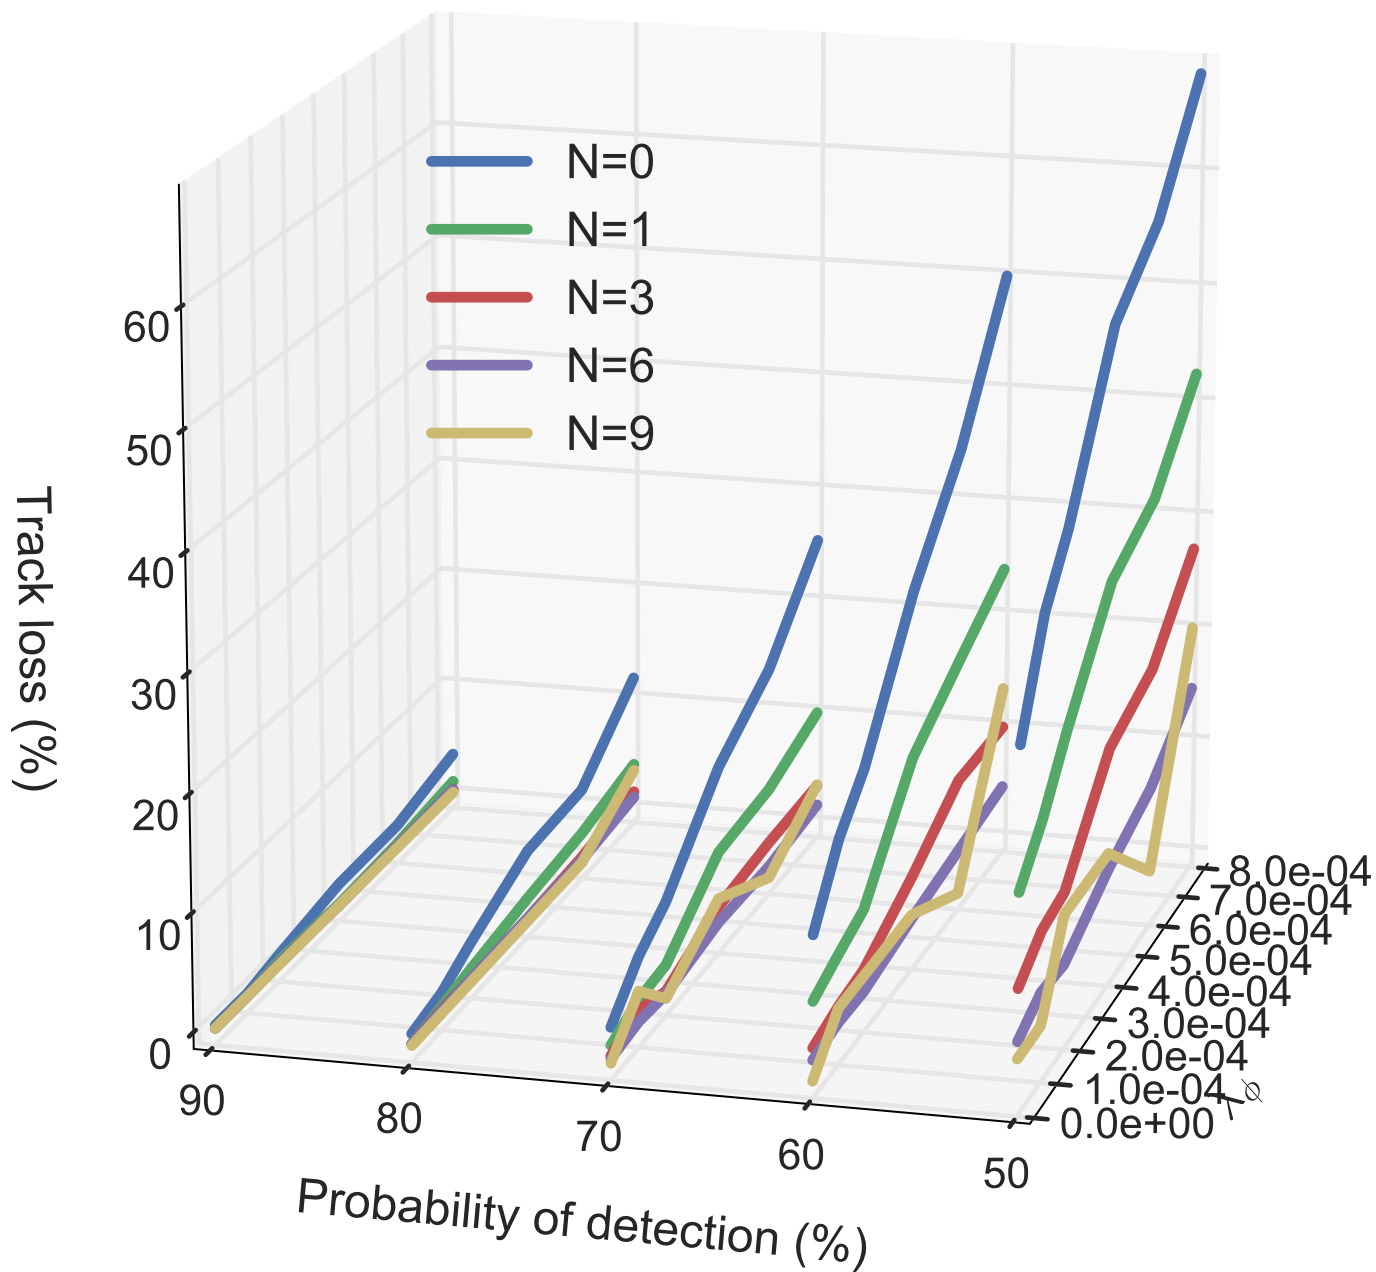 N=0
N=1
N=3
N=6
N=9
Track loss (%)
60
50
40
30
20
10
0
90
80
70
60
50
Probability of detection (%)
8.0e-04
7.0e-04
6.0e-04
5.0e-04
4.0e-04
3.0e-04
2.0e-04
1.0e-04
0.0e+00
λϕ